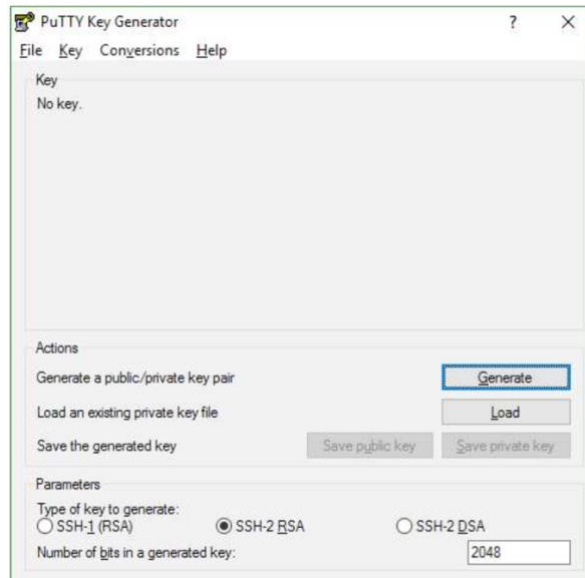 PuTTY Key Generator ? ×
File Key Conversions Help
Key
No key.
Actions
Generate a public/private key pair Generate
Load an existing private key file Load
Save the generated key Save public key Save private key
Parameters
Type of key to generate:
SSH-1 (RSA) SSH-2 RSA SSH-2 DSA
Number of bits in a generated key: 2048